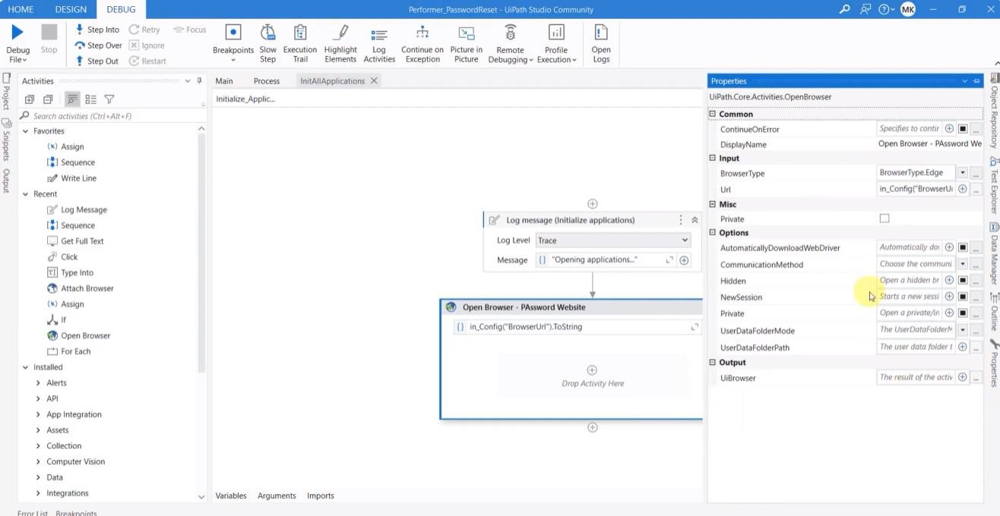 HOME DESIGN DEBUG Performer_PasswordReset - UiPath Studio Community MK
Step Into Retry Focus
Step Over Ignore
Step Out Restart
Debug File Stop
Breakpoints Slow Step Execution Trail Highlight Elements Log Activities Continue on Exception Picture in Picture Remote Debugging Profile Execution Open Logs
Project
Snippets
Output
Activities
Search activities (Ctrl+Alt+F)
Favorites
Assign
Sequence
Write Line
Recent
Log Message
Sequence
Get Full Text
Click
Type Into
Attach Browser
Assign
If
Open Browser
For Each
Installed
Alerts
API
App Integration
Assets
Collection
Computer Vision
Data
Integrations
Main Process InitAllApplications
Initialize_Applic...
Log message (Initialize applications)
Log Level Trace
Message "Opening applications..."
Open Browser - PAssword Website
in_Config("BrowserUrl").ToString
Drop Activity Here
Variables Arguments Imports
Properties
UiPath.Core.Activities.OpenBrowser
Common
ContinueOnError Specifies to contir
DisplayName Open Browser - PAssword We
Input
BrowserType BrowserType.Edge
Url in_Config("BrowserU
Misc
Private
Options
AutomaticallyDownloadWebDriver Automatically do
CommunicationMethod Choose the communi
Hidden Open a hidden br
NewSession Starts a new sessi
Private Open a private/in
UserDataFolderMode The UserDataFolderM
UserDataFolderPath The user data folder t
Output
UiBrowser The result of the activ
Object Repository
Test Explorer
Data Manager
Outline
Properties
Error List Breakpoints